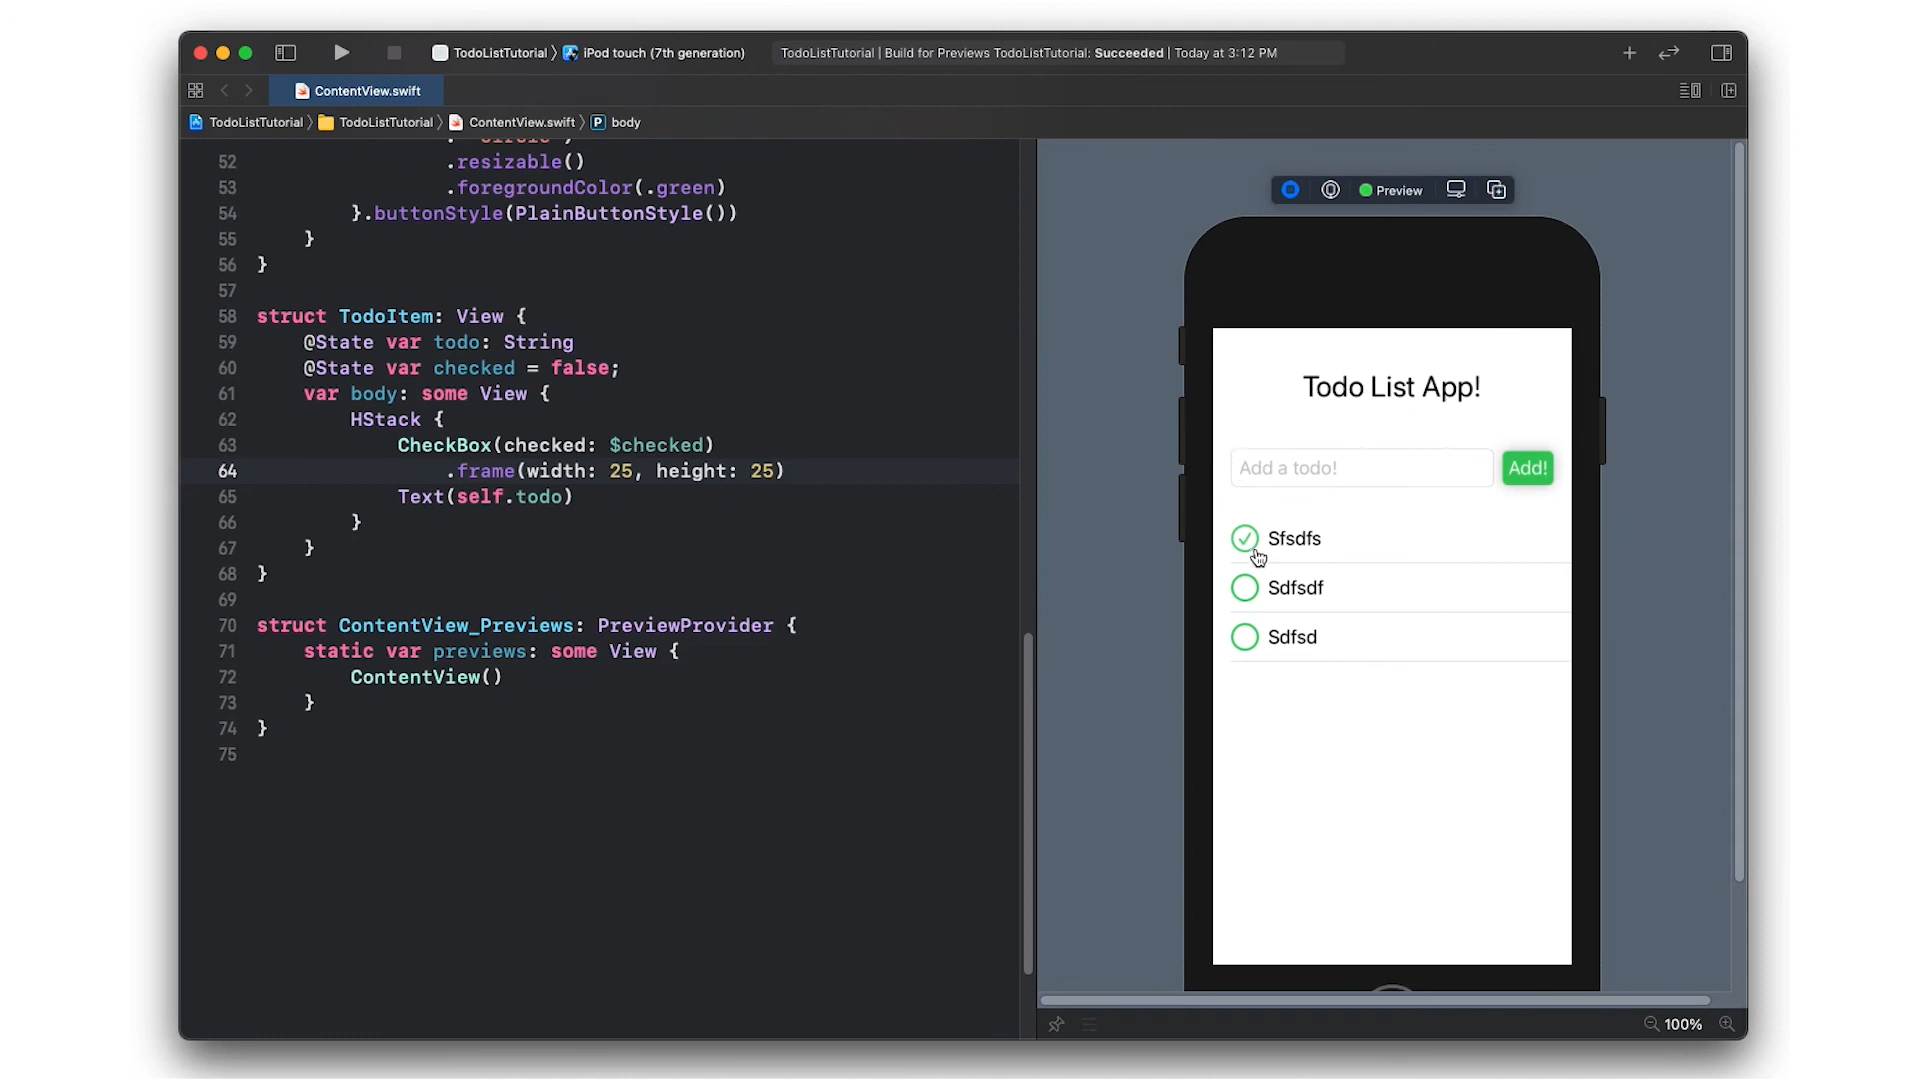 TodoListTutorial 〉 iPod touch (7th generation)
TodoListTutorial | Build for Previews TodoListTutorial: Succeeded | Today at 3:12 PM
ContentView.swift
TodoListTutorial 〉 TodoListTutorial 〉 ContentView.swift 〉 P body
52 .resizable()
53 .foregroundColor(.green)
54 }.buttonStyle(PlainButtonStyle())
55 }
56 }
57
58 struct TodoItem: View {
59 @State var todo: String
60 @State var checked = false;
61 var body: some View {
62 HStack {
63 CheckBox(checked: $checked)
64 .frame(width: 25, height: 25)
65 Text(self.todo)
66 }
67 }
68 }
69
70 struct ContentView_Previews: PreviewProvider {
71 static var previews: some View {
72 ContentView()
73 }
74 }
75
Preview
Todo List App!
Add a todo!
Add!
Sfsdfs
Sdfsdf
Sdfsd
100%